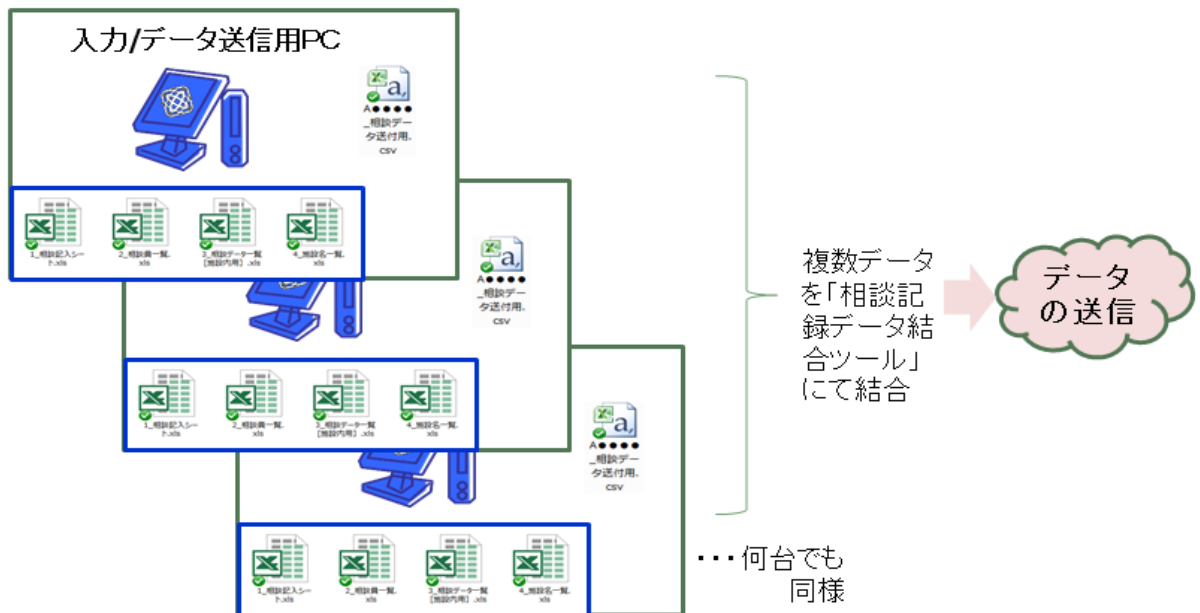 入力/データ送信用PC
A●●●●
_相談デー
タ送付用.
csv
1_相談記入シー
ト.xls
2_相談員一覧.
xls
3_相談データ一覧
[施設内用].xls
4_施設名一覧.
xls
A●●●●
_相談デー
タ送付用.
csv
1_相談記入シー
ト.xls
2_相談員一覧.
xls
3_相談データ一覧
[施設内用].xls
4_施設名一覧.
xls
A●●●●
_相談デー
タ送付用.
csv
1_相談記入シー
ト.xls
2_相談員一覧.
xls
3_相談データ一覧
[施設内用].xls
4_施設名一覧.
xls
・・・何台でも
同様
複数データ
を「相談記
録データ結
合ツール」
にて結合
データ
の送信